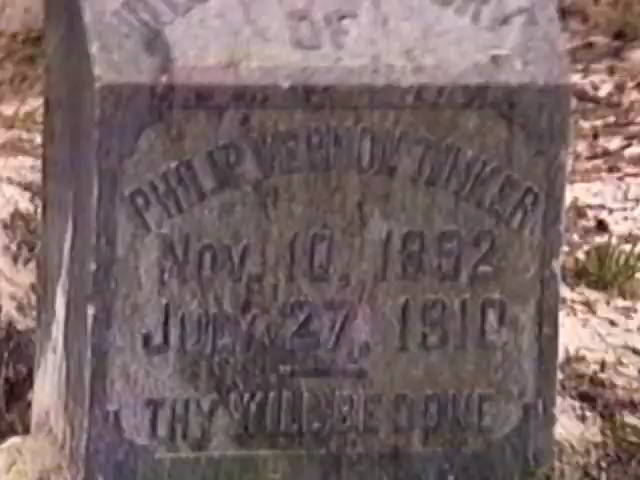 OF
PHILIP VERNON TINKER
NOV. 10, 1892
JULY 27, 1910
THY WILL BE DONE